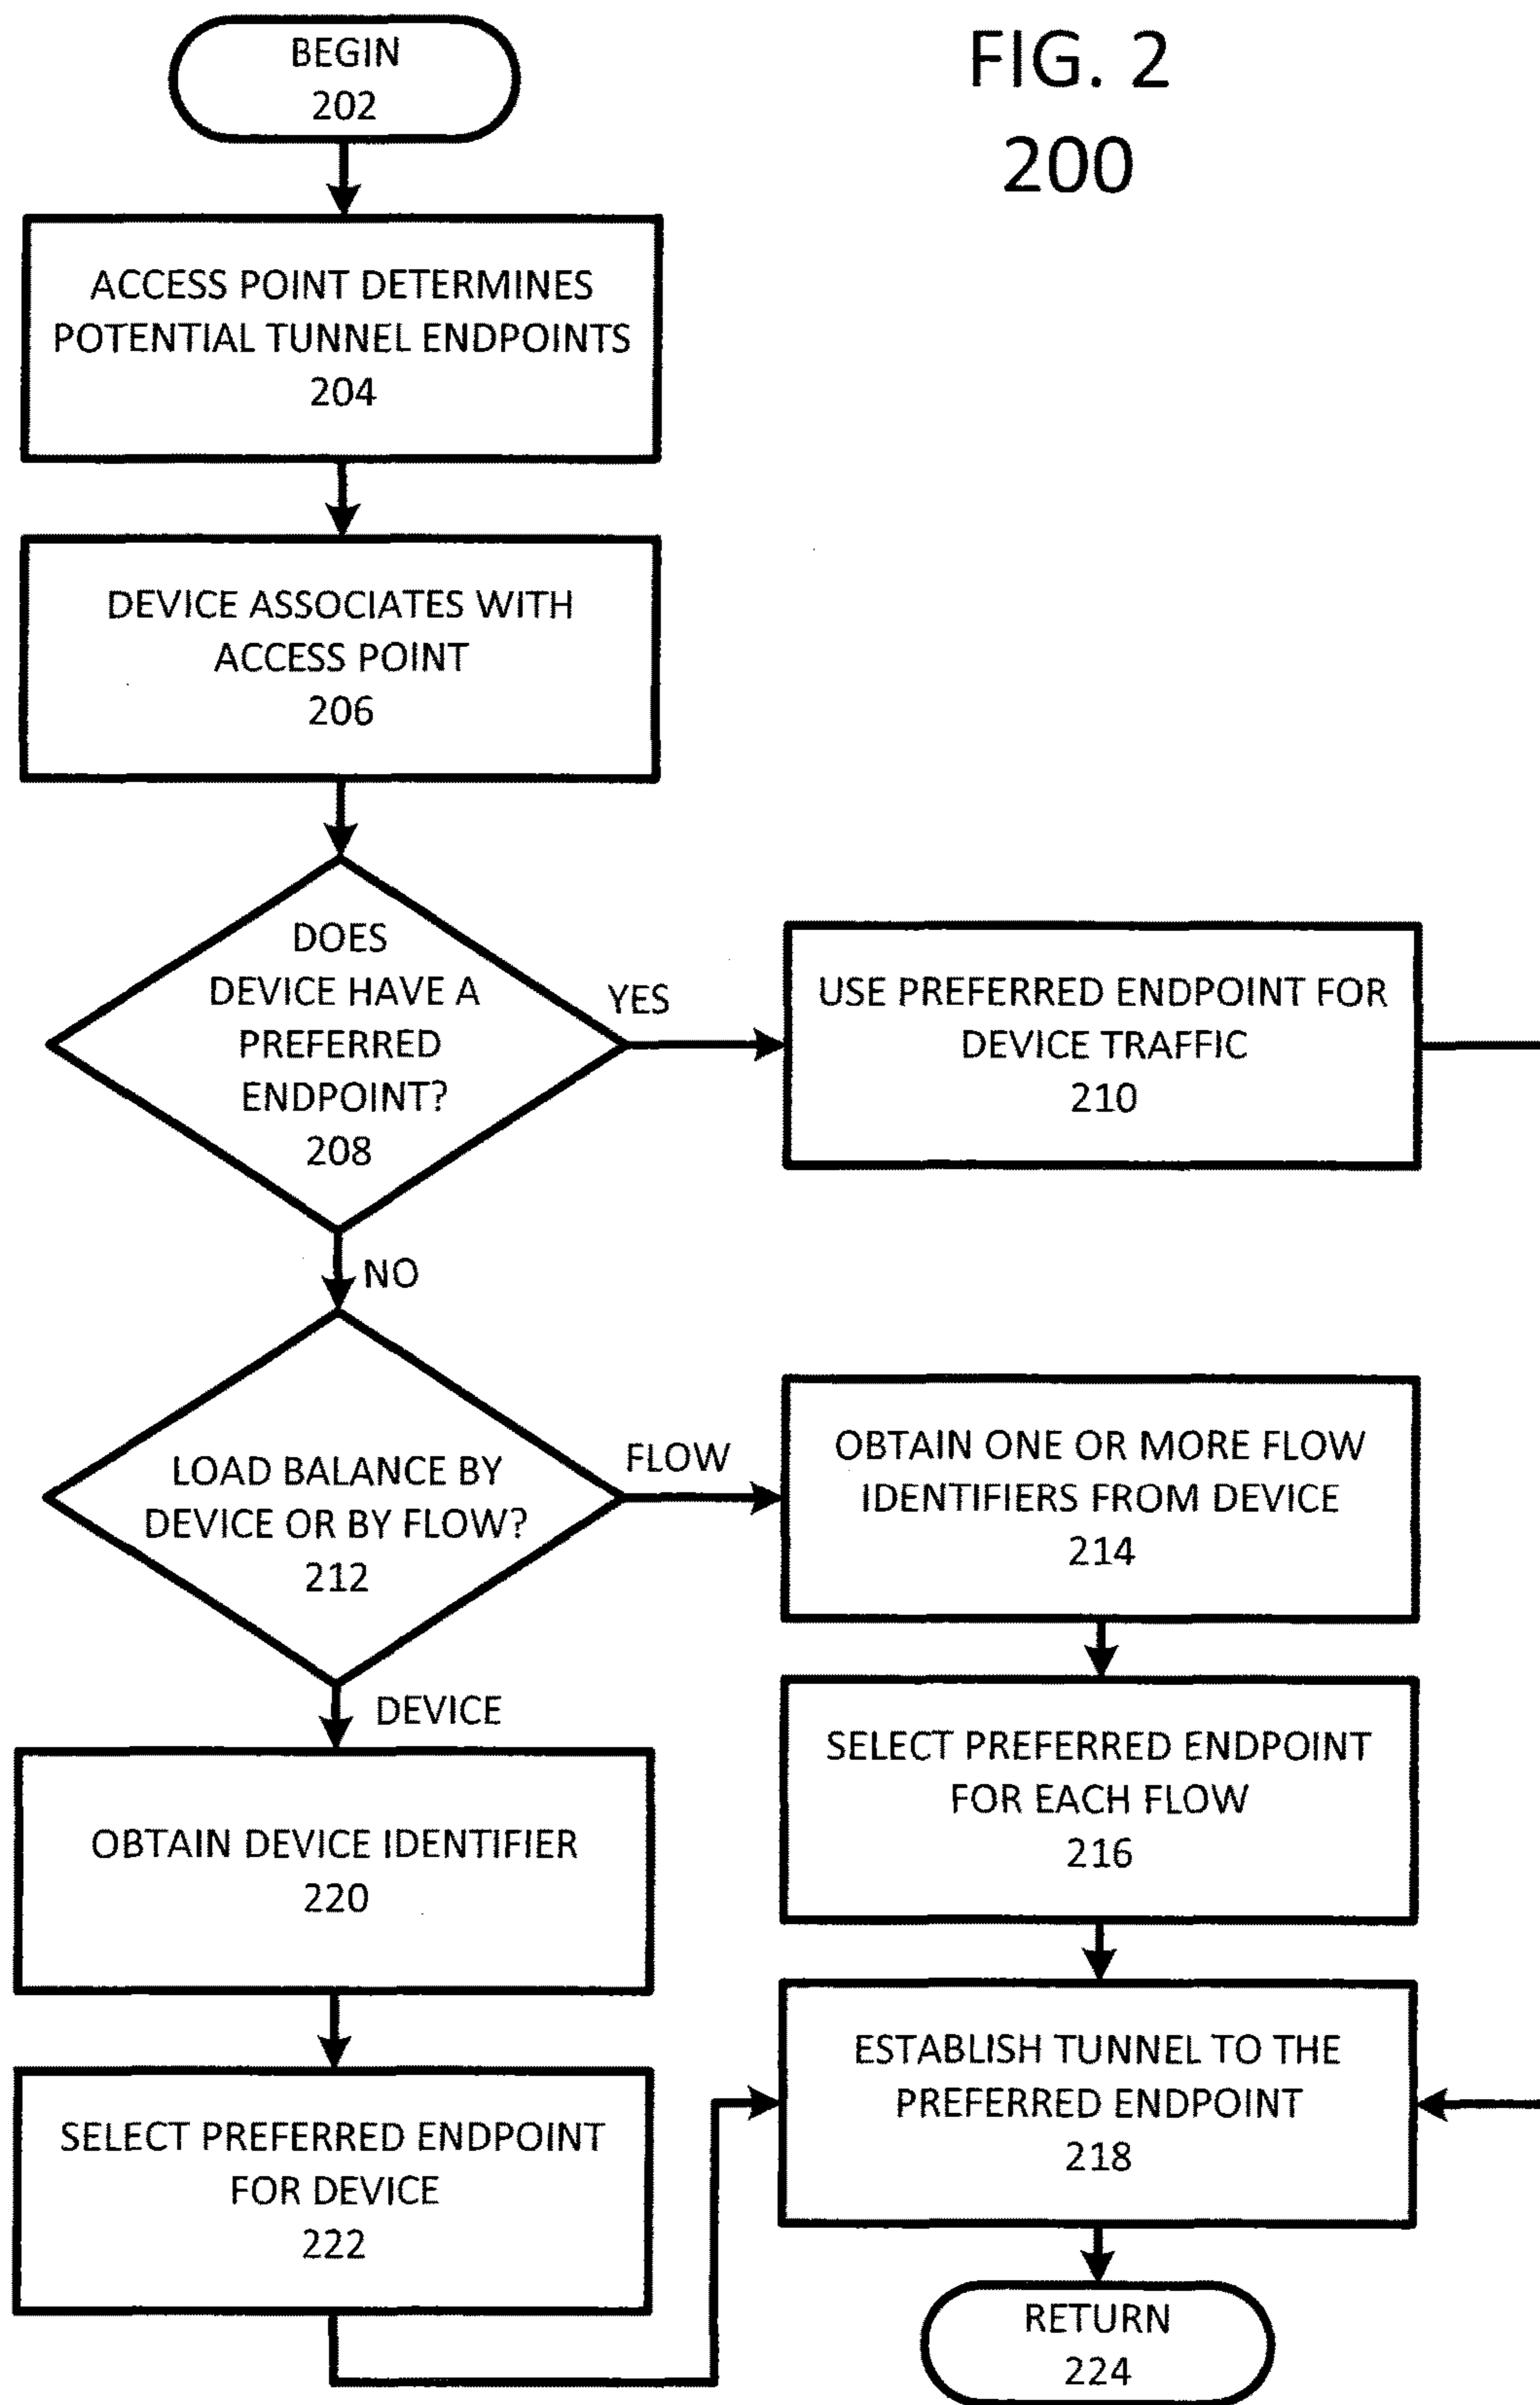 FIG. 2
200
BEGIN
202
ACCESS POINT DETERMINES
POTENTIAL TUNNEL ENDPOINTS
204
DEVICE ASSOCIATES WITH
ACCESS POINT
206
DOES
DEVICE HAVE A
PREFERRED
ENDPOINT?
208
YES
USE PREFERRED ENDPOINT FOR
DEVICE TRAFFIC
210
NO
LOAD BALANCE BY
DEVICE OR BY FLOW?
212
FLOW
OBTAIN ONE OR MORE FLOW
IDENTIFIERS FROM DEVICE
214
SELECT PREFERRED ENDPOINT
FOR EACH FLOW
216
DEVICE
OBTAIN DEVICE IDENTIFIER
220
SELECT PREFERRED ENDPOINT
FOR DEVICE
222
ESTABLISH TUNNEL TO THE
PREFERRED ENDPOINT
218
RETURN
224